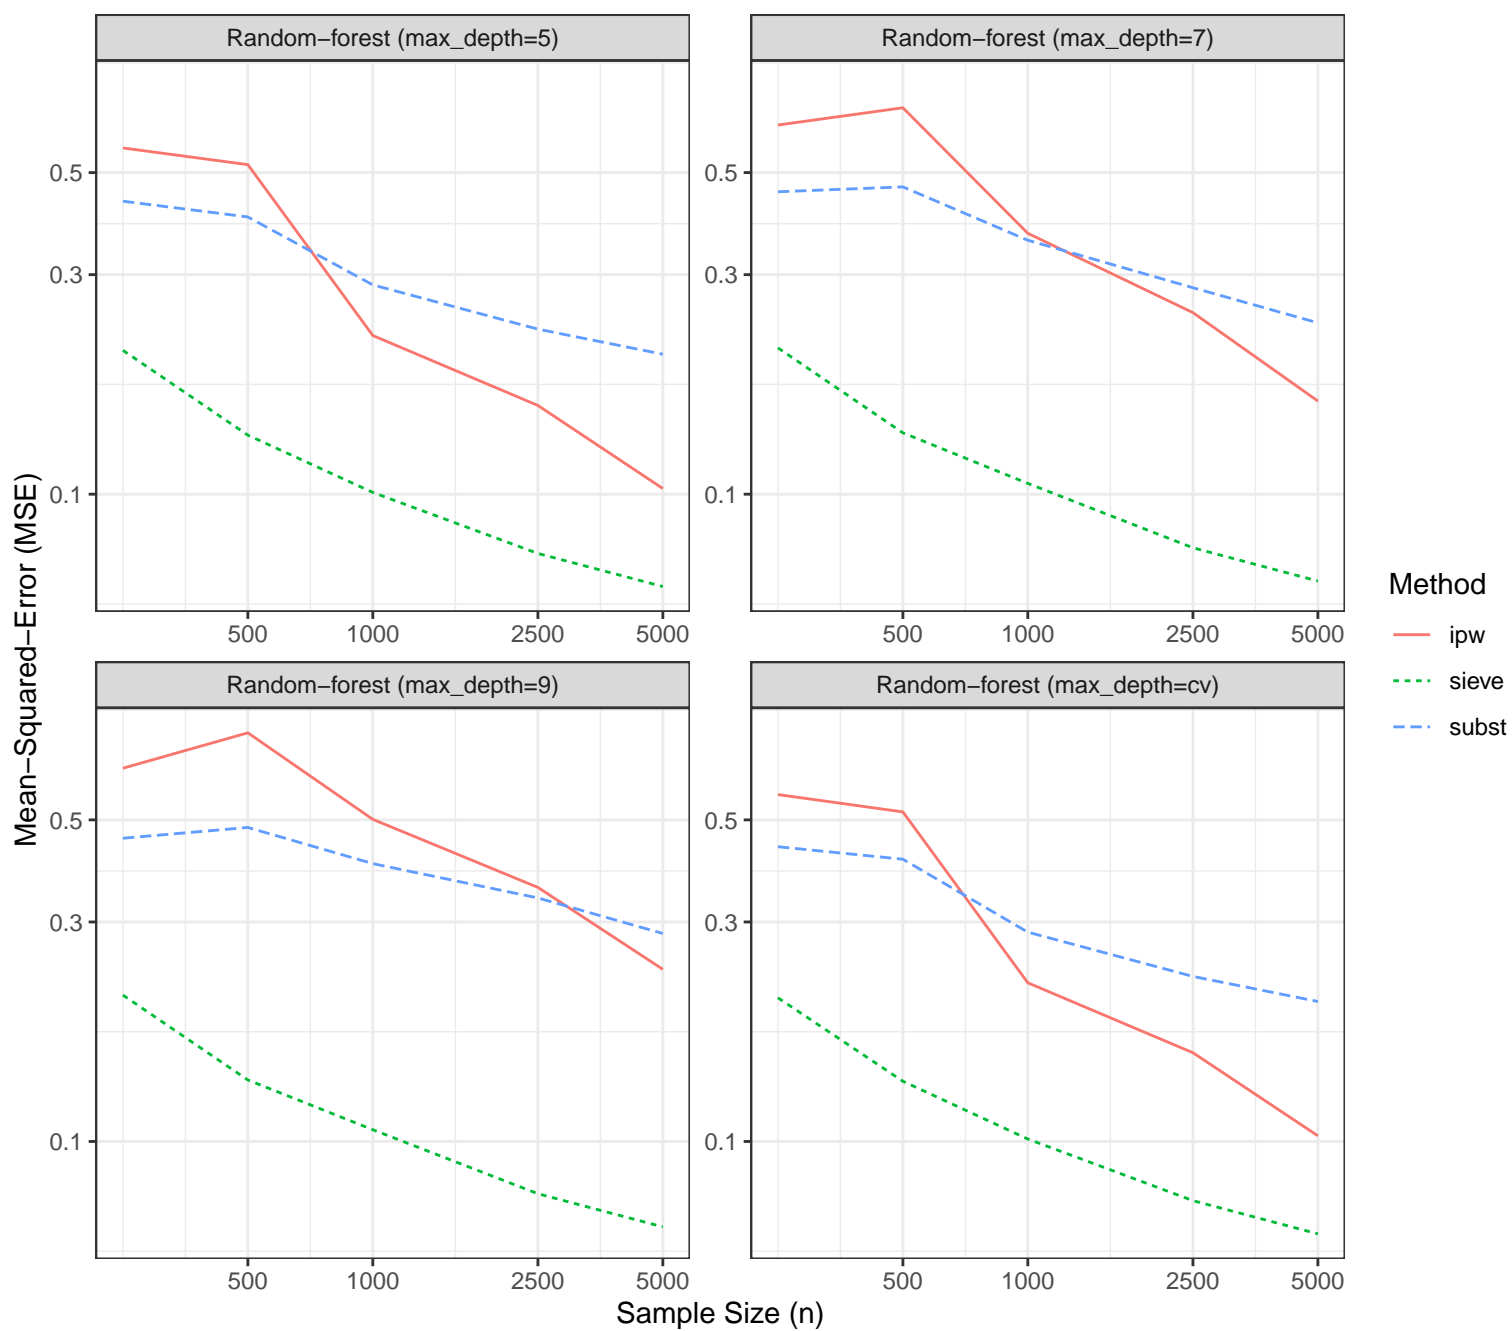 Random−forest (max_depth=5)
Random−forest (max_depth=7)
0.5
0.3
0.1
500
1000
2500
5000
0.5
0.3
0.1
500
1000
2500
5000
Random−forest (max_depth=9)
Random−forest (max_depth=cv)
0.5
0.3
0.1
500
1000
2500
5000
0.5
0.3
0.1
500
1000
2500
5000
Sample Size (n)
Mean−Squared−Error (MSE)
Method
ipw
sieve
subst